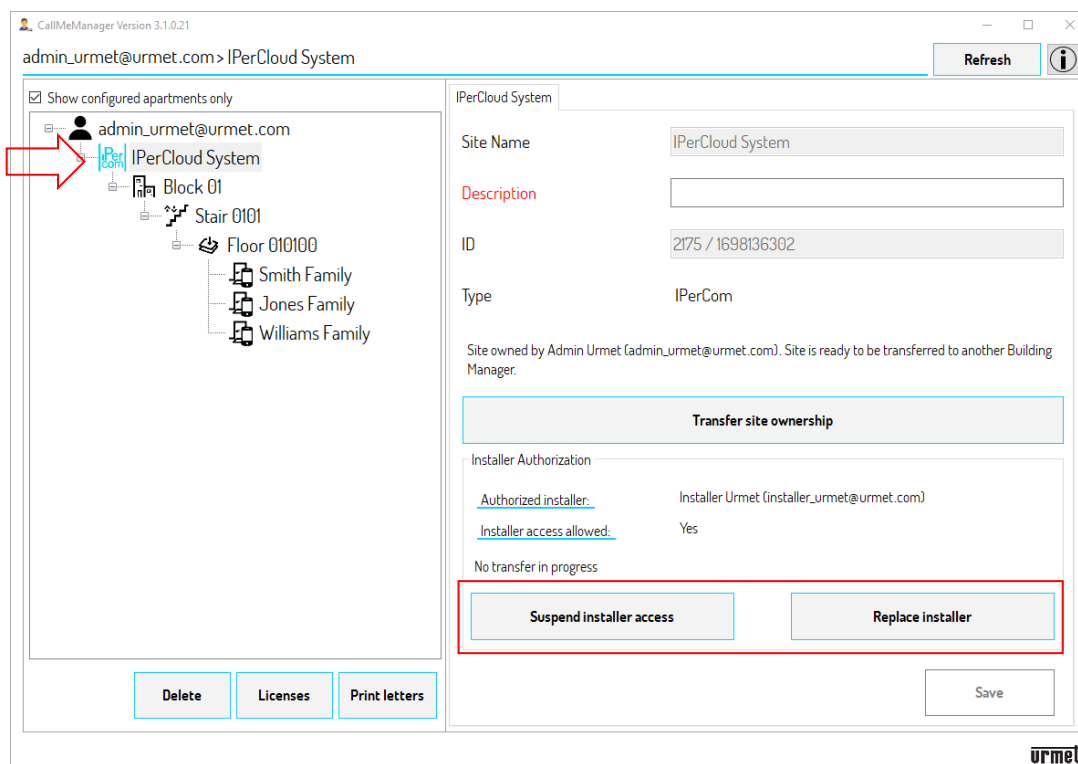 CallMeManager Version 3.1.0.21
admin_urmet@urmet.com > IPerCloud System
Refresh
Show configured apartments only
admin_urmet@urmet.com
IPer
com
IPerCloud System
Block 01
Stair 0101
Floor 010100
Smith Family
Jones Family
Williams Family
Delete
Licenses
Print letters
IPerCloud System
Site Name
IPerCloud System
Description
ID
2175 / 1698136302
Type
IPerCom
Site owned by Admin Urmet (admin_urmet@urmet.com). Site is ready to be transferred to another Building
Manager.
Transfer site ownership
Installer Authorization
Authorized installer:
Installer Urmet (installer_urmet@urmet.com)
Installer access allowed:
Yes
No transfer in progress
Suspend installer access
Replace installer
Save
urmet